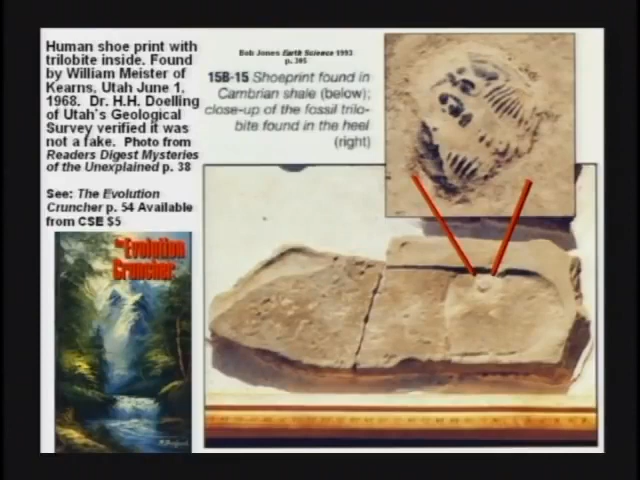 Human shoe print with
trilobite inside. Found
by William Meister of
Kearns, Utah June 1,
1968. Dr. H.H. Doelling
of Utah's Geological
Survey verified it was
not a fake. Photo from
Readers Digest Mysteries
of the Unexplained p. 38
See: The Evolution
Cruncher p. 54 Available
from CSE $5
The Evolution
Cruncher
Bob Jones Earth Science 1993
p. 305
15B-15 Shoeprint found in
Cambrian shale (below);
close-up of the fossil trilo-
bite found in the heel
(right)